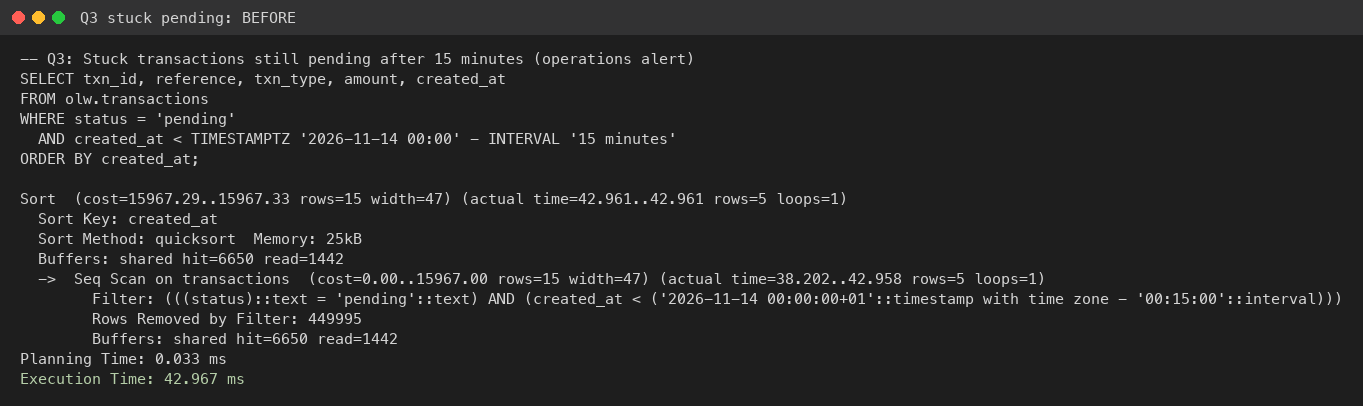 Q3 stuck pending: BEFORE
-- Q3: Stuck transactions still pending after 15 minutes (operations alert)
SELECT txn_id, reference, txn_type, amount, created_at
FROM olw.transactions
WHERE status = 'pending'
  AND created_at < TIMESTAMPTZ '2026-11-14 00:00' - INTERVAL '15 minutes'
ORDER BY created_at;
Sort  (cost=15967.29..15967.33 rows=15 width=47) (actual time=42.961..42.961 rows=5 loops=1)
  Sort Key: created_at
  Sort Method: quicksort  Memory: 25kB
  Buffers: shared hit=6650 read=1442
  ->  Seq Scan on transactions  (cost=0.00..15967.00 rows=15 width=47) (actual time=38.202..42.958 rows=5 loops=1)
        Filter: (((status)::text = 'pending'::text) AND (created_at < ('2026-11-14 00:00:00+01'::timestamp with time zone - '00:15:00'::interval)))
        Rows Removed by Filter: 449995
        Buffers: shared hit=6650 read=1442
Planning Time: 0.033 ms
Execution Time: 42.967 ms